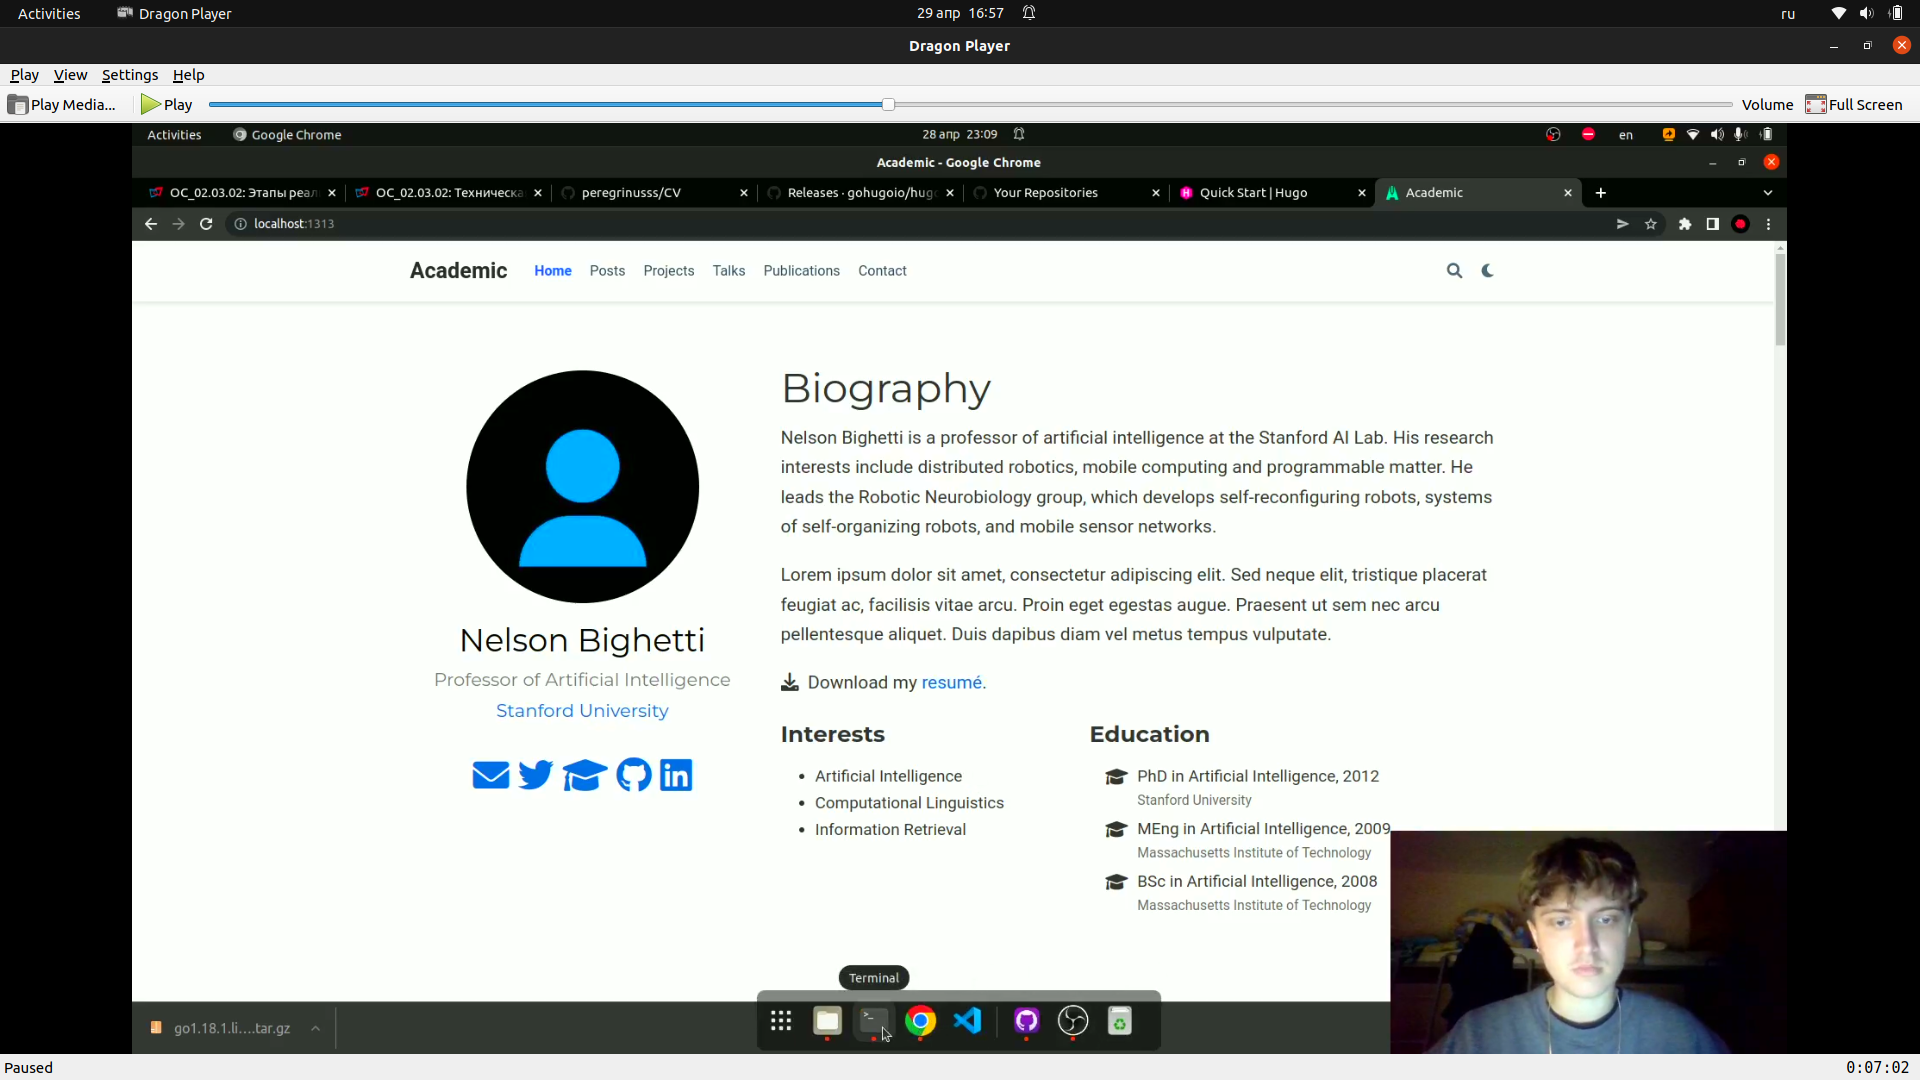 Activities Dragon Player 29 апр 16:57 ru
Dragon Player
Play View Settings Help
Play Media... Play Volume Full Screen
Activities Google Chrome 28 апр 23:09 en
Academic - Google Chrome
ОС_02.03.02: Этапы реал ОС_02.03.02: Техническа peregrinusss/CV Releases · gohugoio/hugo Your Repositories Quick Start | Hugo Academic
localhost:1313
Academic Home Posts Projects Talks Publications Contact
Biography
Nelson Bighetti is a professor of artificial intelligence at the Stanford AI Lab. His research
interests include distributed robotics, mobile computing and programmable matter. He
leads the Robotic Neurobiology group, which develops self-reconfiguring robots, systems
of self-organizing robots, and mobile sensor networks.
Lorem ipsum dolor sit amet, consectetur adipiscing elit. Sed neque elit, tristique placerat
feugiat ac, facilisis vitae arcu. Proin eget egestas augue. Praesent ut sem nec arcu
pellentesque aliquet. Duis dapibus diam vel metus tempus vulputate.
Download my resumé.
Nelson Bighetti
Professor of Artificial Intelligence
Stanford University
Interests
Artificial Intelligence
Computational Linguistics
Information Retrieval
Education
PhD in Artificial Intelligence, 2012
Stanford University
MEng in Artificial Intelligence, 2009
Massachusetts Institute of Technology
BSc in Artificial Intelligence, 2008
Massachusetts Institute of Technology
Terminal
go1.18.1.li....tar.gz
Paused 0:07:02